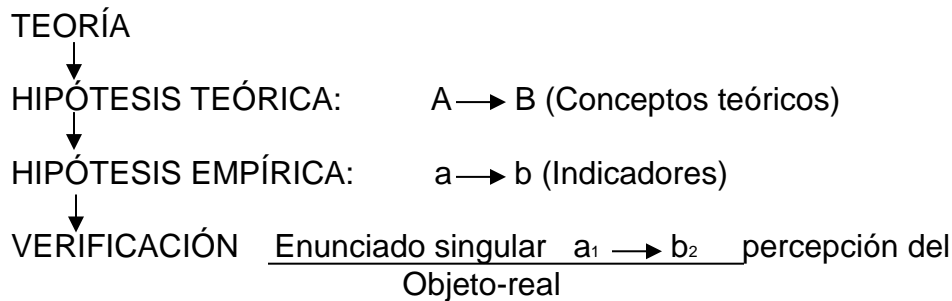 TEORÍA
HIPÓTESIS TEÓRICA: A → B (Conceptos teóricos)
HIPÓTESIS EMPÍRICA: a → b (Indicadores)
VERIFICACIÓN Enunciado singular a₁ → b₂ percepción del
Objeto-real